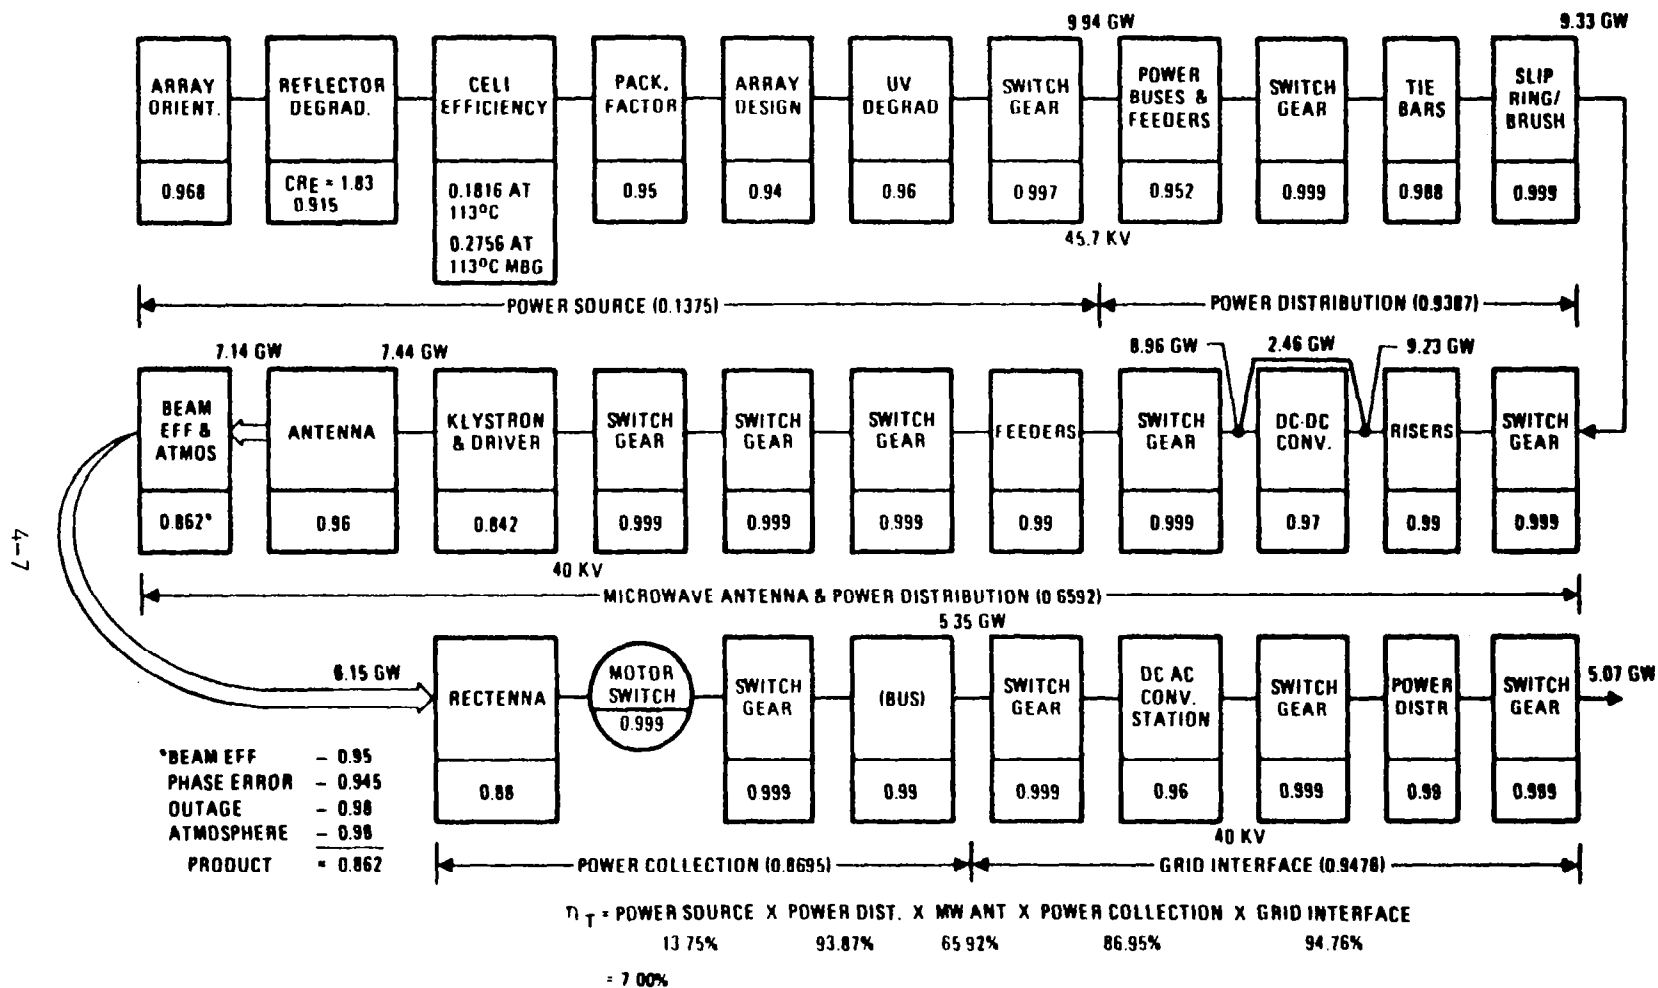 9.94 GW
9.33 GW
ARRAY
ORIENT.
0.968
REFLECTOR
DEGRAD.
CRE = 1.83
0.915
CELL
EFFICIENCY
0.1816 AT
113ºC
0.2756 AT
113ºC MBG
PACK.
FACTOR
0.95
ARRAY
DESIGN
0.94
UV
DEGRAD
0.96
SWITCH
GEAR
0.997
POWER
BUSES &
FEEDERS
0.952
SWITCH
GEAR
0.999
TIE
BARS
0.988
SLIP
RING/
BRUSH
0.999
45.7 KV
POWER SOURCE (0.1375)
POWER DISTRIBUTION (0.9387)
7.14 GW
7.44 GW
8.96 GW
2.46 GW
9.23 GW
BEAM
EFF &
ATMOS
0.862*
ANTENNA
0.96
KLYSTRON
& DRIVER
0.842
SWITCH
GEAR
0.999
SWITCH
GEAR
0.999
SWITCH
GEAR
0.999
FEEDERS
0.99
SWITCH
GEAR
0.999
DC-DC
CONV.
0.97
RISERS
0.99
SWITCH
GEAR
0.999
40 KV
MICROWAVE ANTENNA & POWER DISTRIBUTION (0.6592)
4-7
5.35 GW
6.15 GW
RECTENNA
0.88
MOTOR
SWITCH
0.999
SWITCH
GEAR
0.999
(BUS)
0.99
SWITCH
GEAR
0.999
DC AC
CONV.
STATION
0.96
SWITCH
GEAR
0.999
POWER
DISTR
0.99
SWITCH
GEAR
0.999
5.07 GW
40 KV
*BEAM EFF – 0.95
PHASE ERROR – 0.945
OUTAGE – 0.98
ATMOSPHERE – 0.98
PRODUCT = 0.862
POWER COLLECTION (0.8695)
GRID INTERFACE (0.9476)
η T = POWER SOURCE X POWER DIST. X MW ANT X POWER COLLECTION X GRID INTERFACE
13.75% 93.87% 65.92% 86.95% 94.76%
= 7.00%